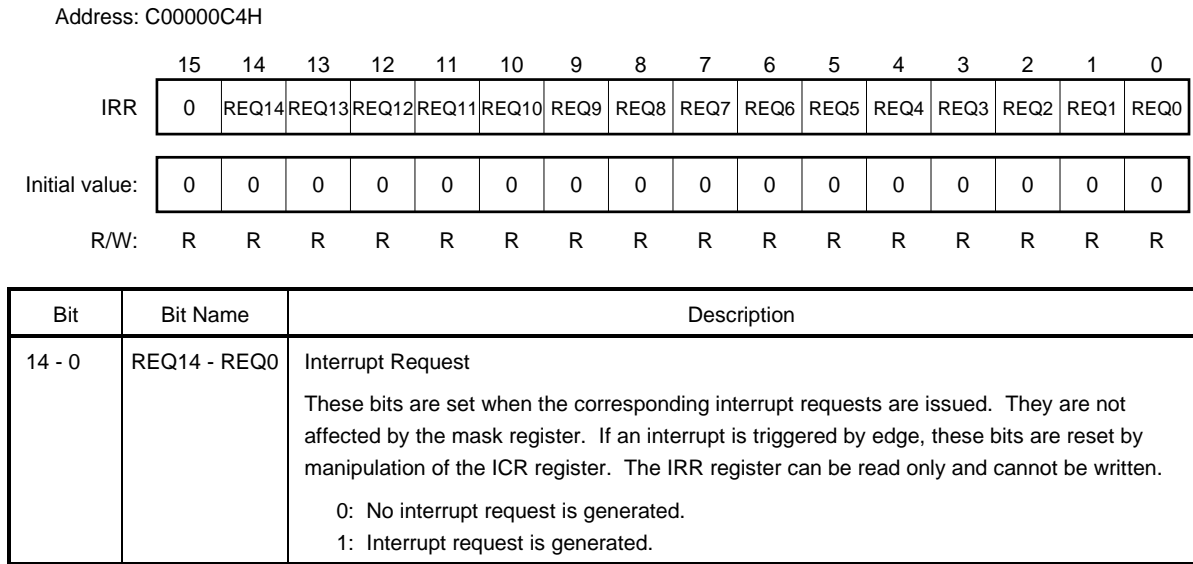 Address: C00000C4H
15 14 13 12 11 10 9 8 7 6 5 4 3 2 1 0
IRR 0 REQ14 REQ13 REQ12 REQ11 REQ10 REQ9 REQ8 REQ7 REQ6 REQ5 REQ4 REQ3 REQ2 REQ1 REQ0
Initial value: 0 0 0 0 0 0 0 0 0 0 0 0 0 0 0 0
R/W: R R R R R R R R R R R R R R R R
Bit Bit Name Description
14 - 0 REQ14 - REQ0 Interrupt Request
These bits are set when the corresponding interrupt requests are issued. They are not
affected by the mask register. If an interrupt is triggered by edge, these bits are reset by
manipulation of the ICR register. The IRR register can be read only and cannot be written.
0: No interrupt request is generated.
1: Interrupt request is generated.